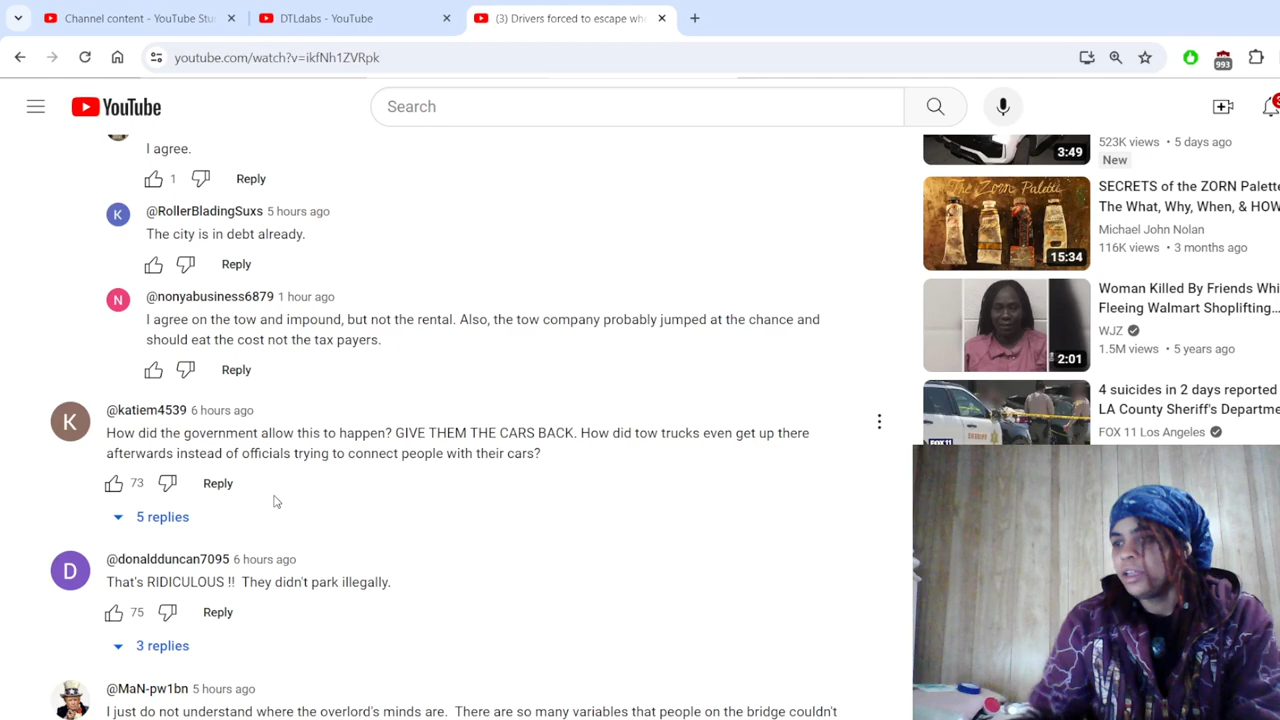 Channel content - YouTube Stu
DTLdabs - YouTube
(3) Drivers forced to escape whe
youtube.com/watch?v=ikfNh1ZVRpk
993
YouTube
Search
3
I agree.
1
Reply
K
@RollerBladingSuxs 5 hours ago
The city is in debt already.
Reply
N
@nonyabusiness6879 1 hour ago
I agree on the tow and impound, but not the rental. Also, the tow company probably jumped at the chance and
should eat the cost not the tax payers.
Reply
K
@katiem4539 6 hours ago
How did the government allow this to happen? GIVE THEM THE CARS BACK. How did tow trucks even get up there
afterwards instead of officials trying to connect people with their cars?
73
Reply
5 replies
D
@donaldduncan7095 6 hours ago
That's RIDICULOUS !! They didn't park illegally.
75
Reply
3 replies
@MaN-pw1bn 5 hours ago
I just do not understand where the overlord's minds are. There are so many variables that people on the bridge couldn't
3:49
523K views • 5 days ago
New
The Zorn Palette
15:34
SECRETS of the ZORN Palette
The What, Why, When, & HOW
Michael John Nolan
116K views • 3 months ago
2:01
Woman Killed By Friends Whi
Fleeing Walmart Shoplifting...
WJZ
1.5M views • 5 years ago
SHERIFF
FOX 11
4 suicides in 2 days reported
LA County Sheriff's Departme
FOX 11 Los Angeles